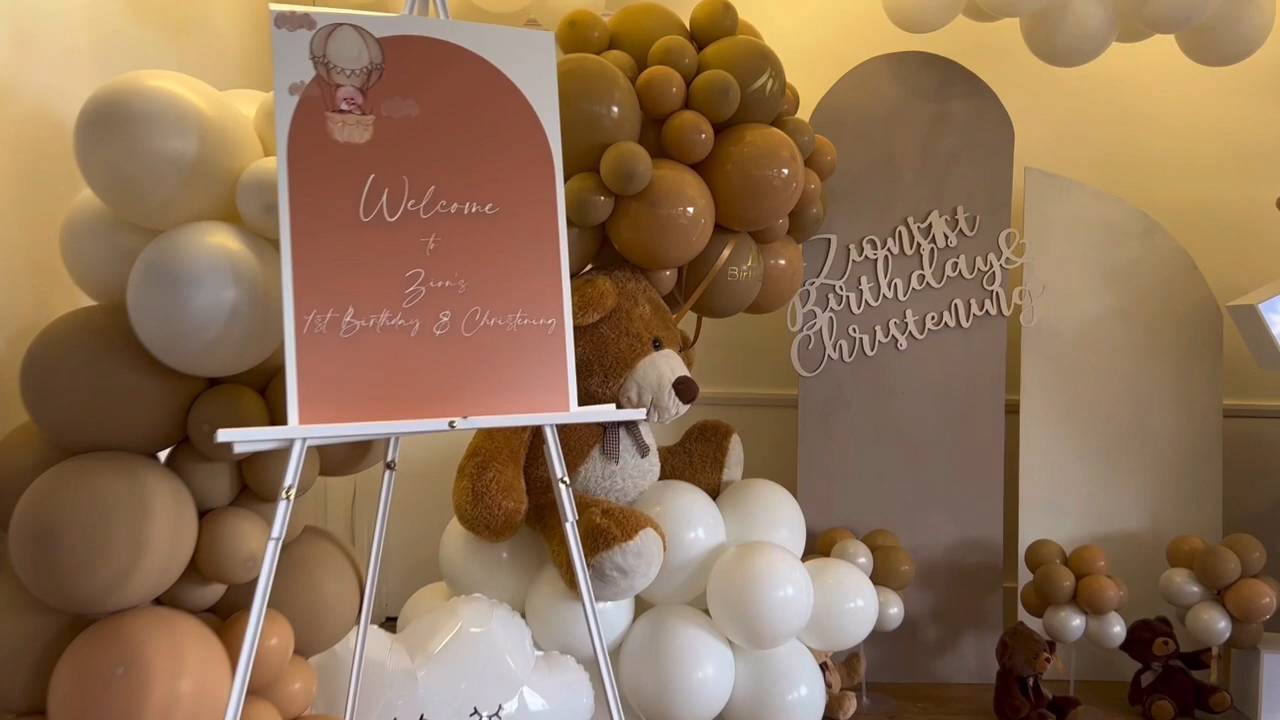 Welcome
to
Zion's
1st Birthday & Christening
Zion's 1st
Birthday &
Christening